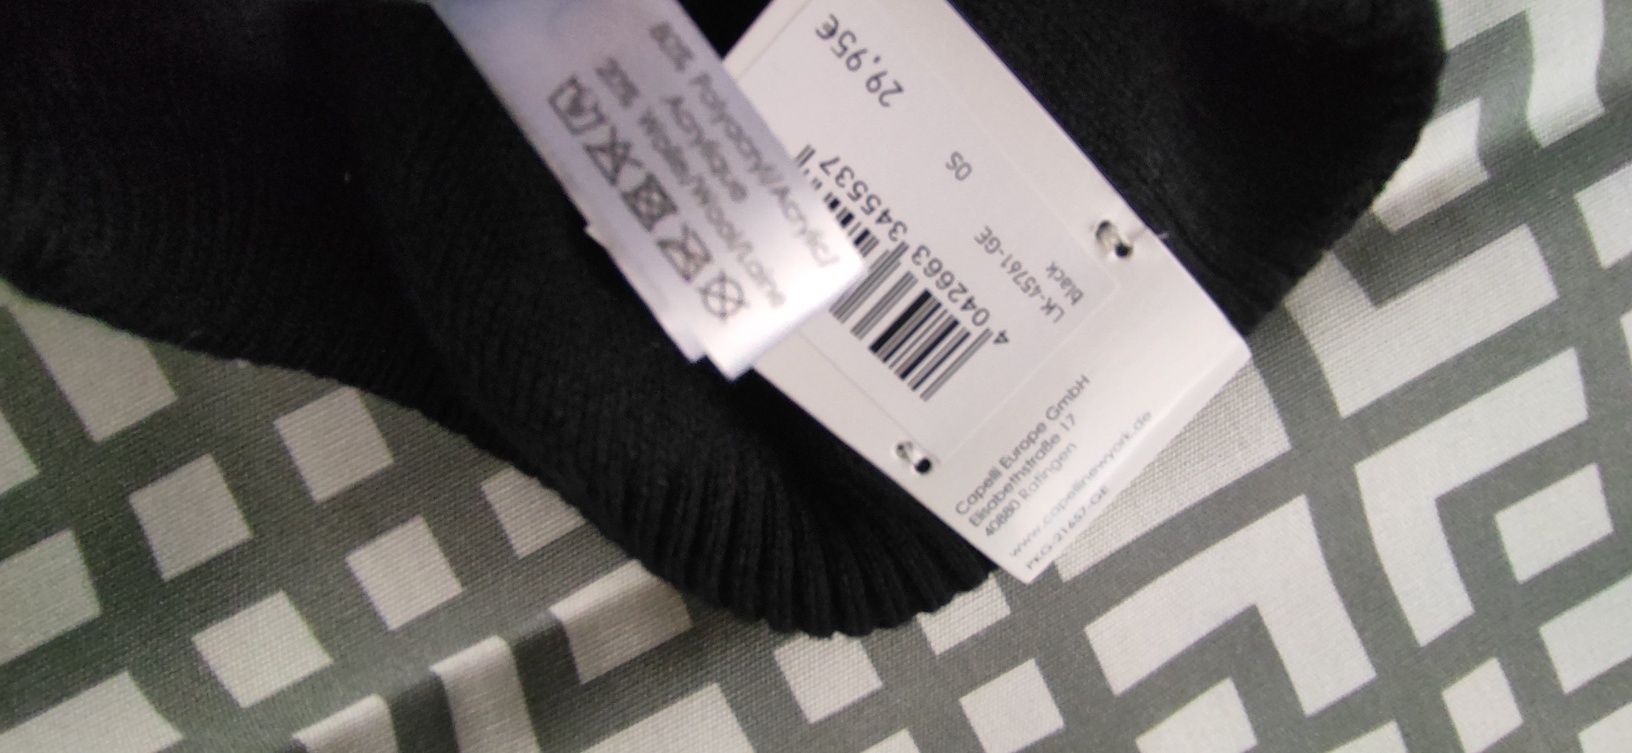 80% Polyacryl/Acrylic/
Acrylique
20% Wolle/Wool/Laine
29,95€
OS
LK-45761-GE
black
4 042663 345537
Capelli Europe GmbH
Elisabethstraße 17
40880 Ratingen
www.capellinewyork.de
PKG-21457-GE